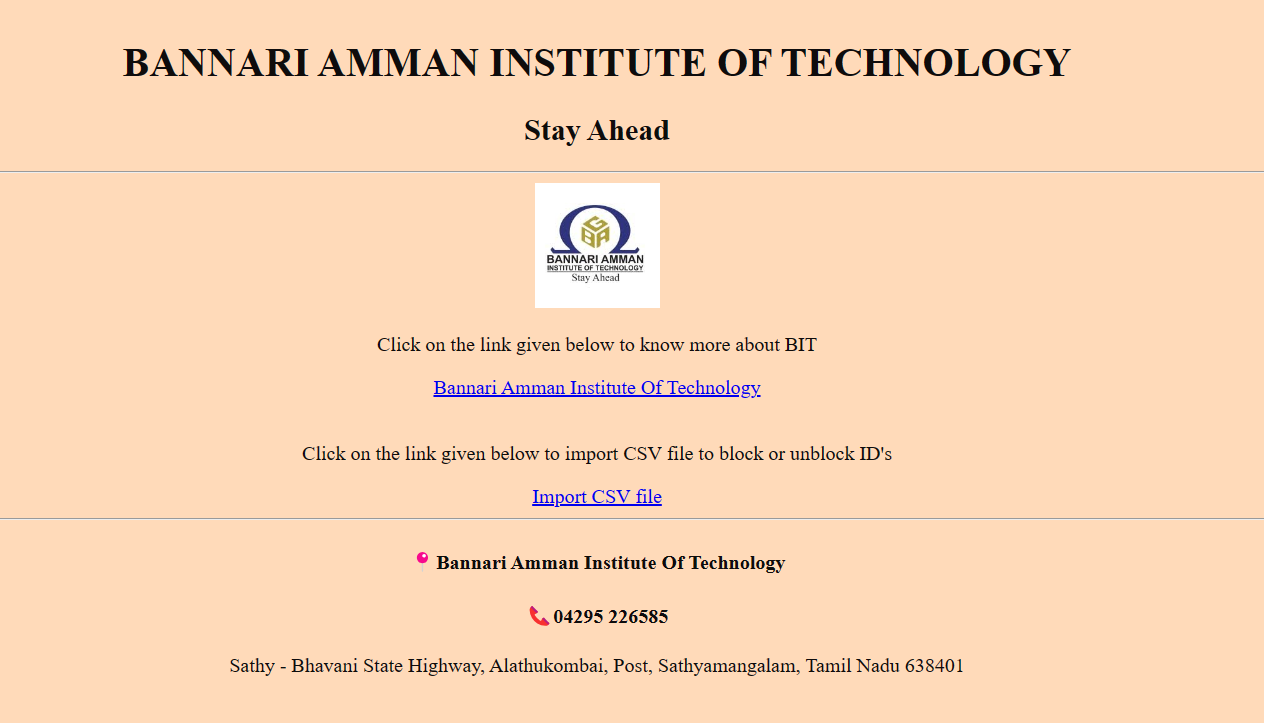 BANNARI AMMAN INSTITUTE OF TECHNOLOGY
Stay Ahead
GBA
BANNARI AMMAN
INSTITUTE OF TECHNOLOGY
Stay Ahead
Click on the link given below to know more about BIT
Bannari Amman Institute Of Technology
Click on the link given below to import CSV file to block or unblock ID's
Import CSV file
Bannari Amman Institute Of Technology
04295 226585
Sathy - Bhavani State Highway, Alathukombai, Post, Sathyamangalam, Tamil Nadu 638401